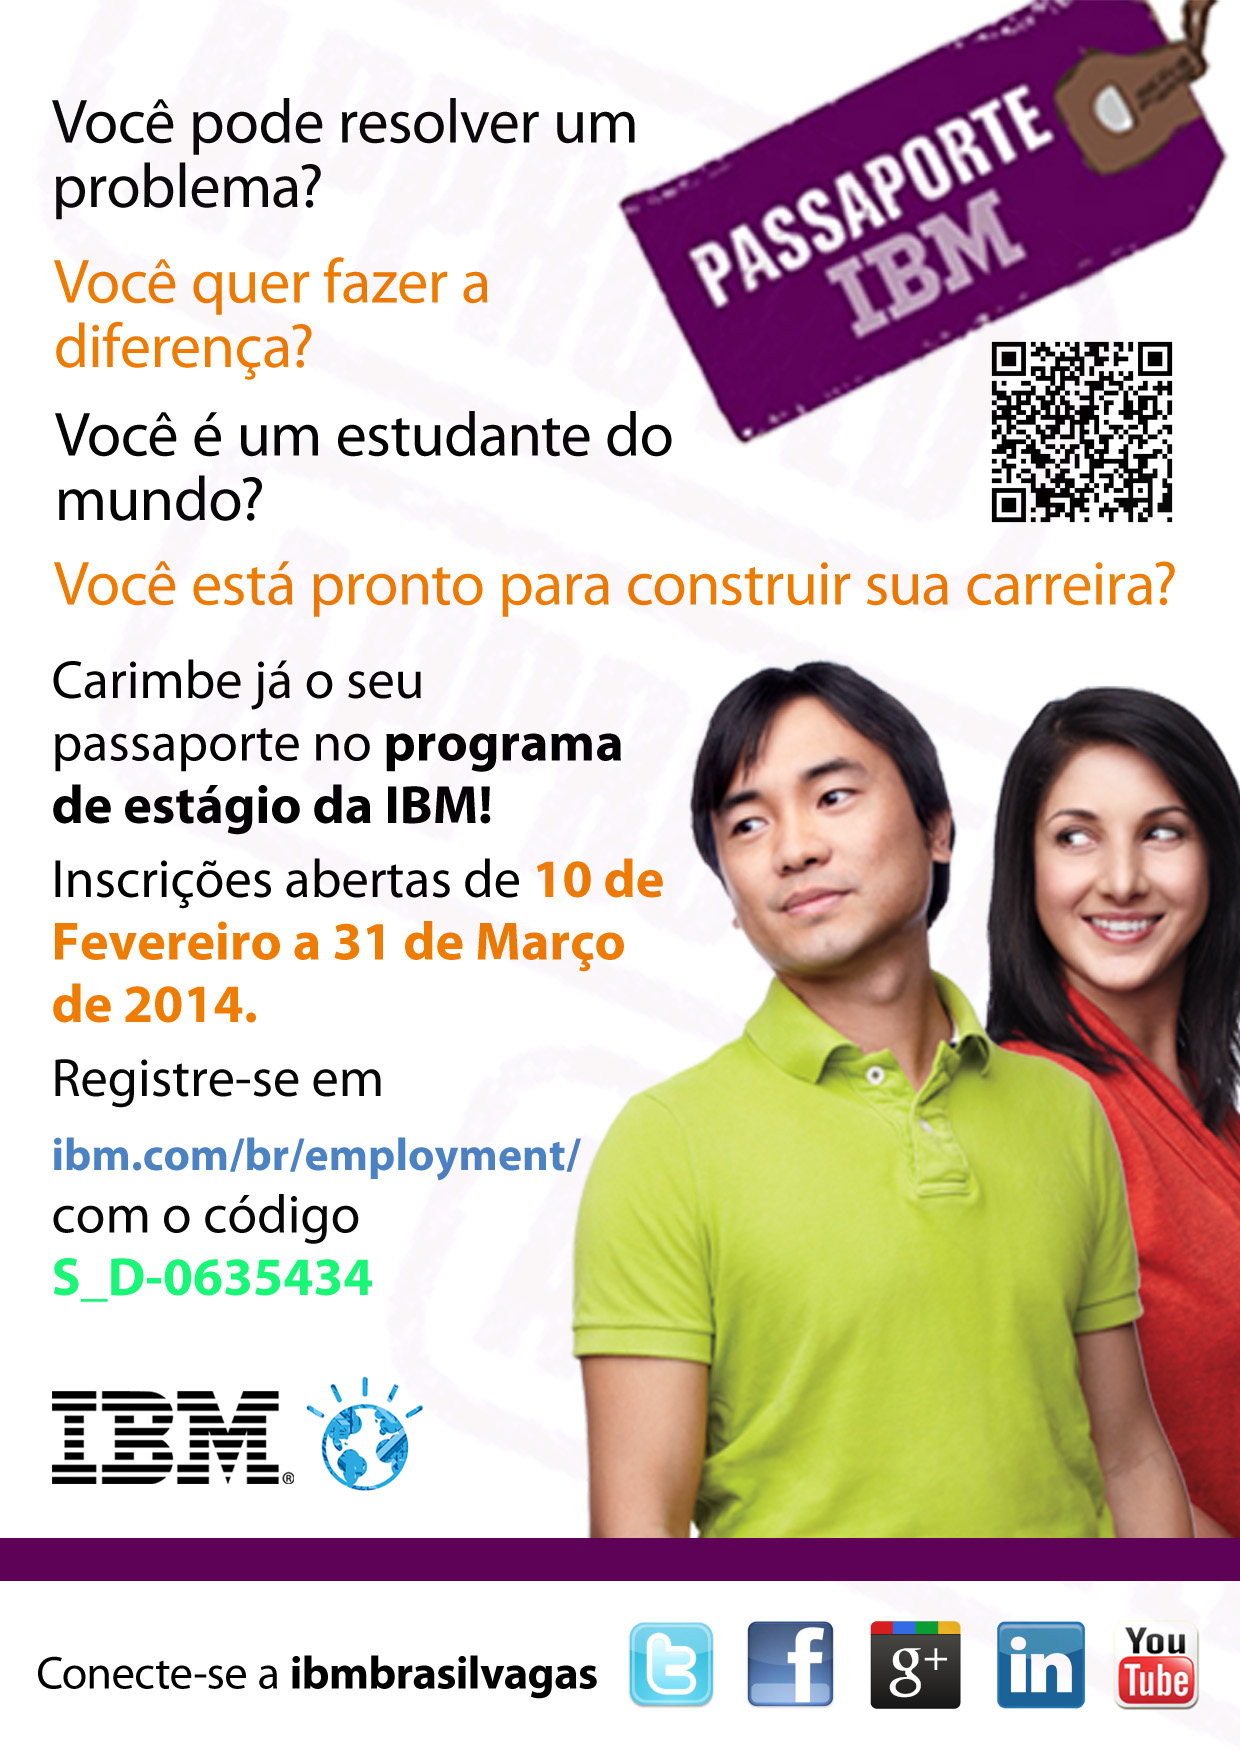 PASSAPORTE
IBM
Você pode resolver um
problema?
Você quer fazer a
diferença?
Você é um estudante do
mundo?
Você está pronto para construir sua carreira?
Carimbe já o seu
passaporte no programa
de estágio da IBM!
Inscrições abertas de 10 de
Fevereiro a 31 de Março
de 2014.
Registre-se em
ibm.com/br/employment/
com o código
S_D-0635434
IBM®
Conecte-se a ibmbrasilvagas
t
f
g+
in
You
Tube